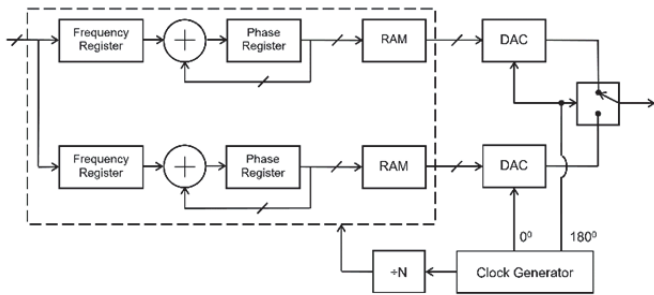 Frequency
Register
Phase
Register
RAM
DAC
Frequency
Register
Phase
Register
RAM
DAC
0⁰
180⁰
÷N
Clock Generator